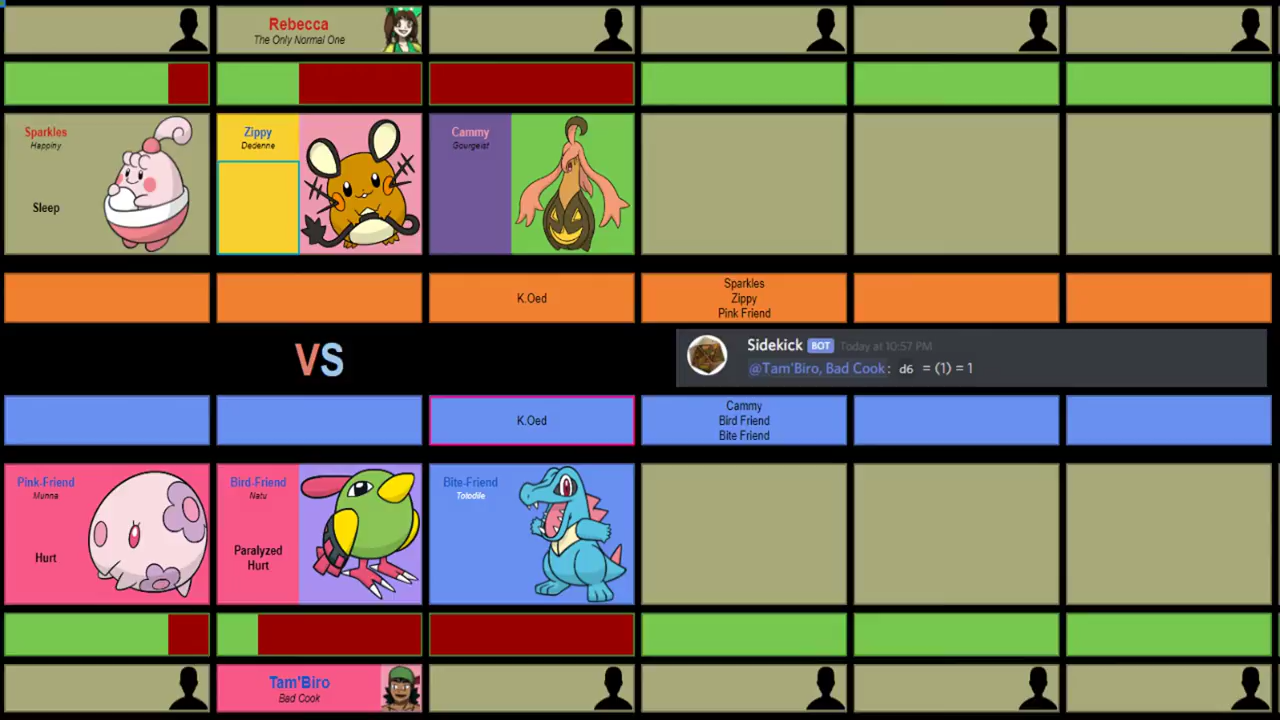 Rebecca
The Only Normal One
Sparkles
Happiny
Sleep
Zippy
Dedenne
Cammy
Gourgeist
K.Oed
Sparkles
Zippy
Pink Friend
VS
Sidekick BOT Today at 10:57 PM
@Tam'Biro, Bad Cook: d6 = (1) = 1
K.Oed
Cammy
Bird Friend
Bite Friend
Pink-Friend
Munna
Hurt
Bird-Friend
Natu
Paralyzed
Hurt
Bite-Friend
Totodile
Tam'Biro
Bad Cook